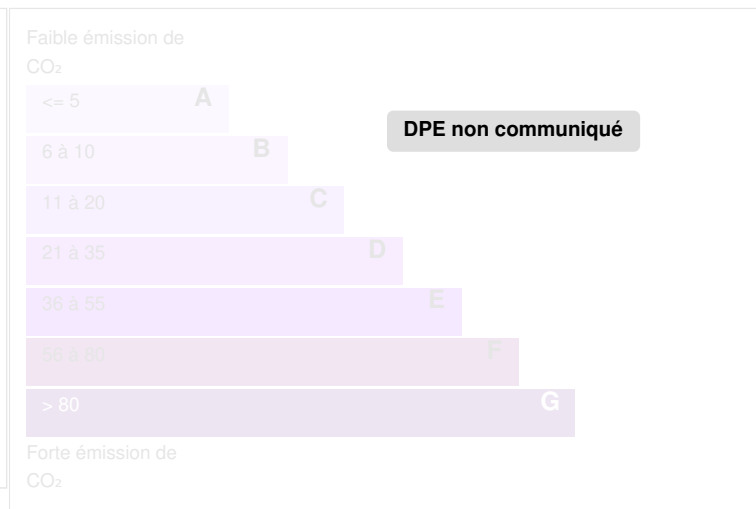 Faible émission de
CO₂
<= 5 A
DPE non communiqué
6 à 10 B
11 à 20 C
21 à 35 D
36 à 55 E
56 à 80 F
> 80 G
Forte émission de
CO₂